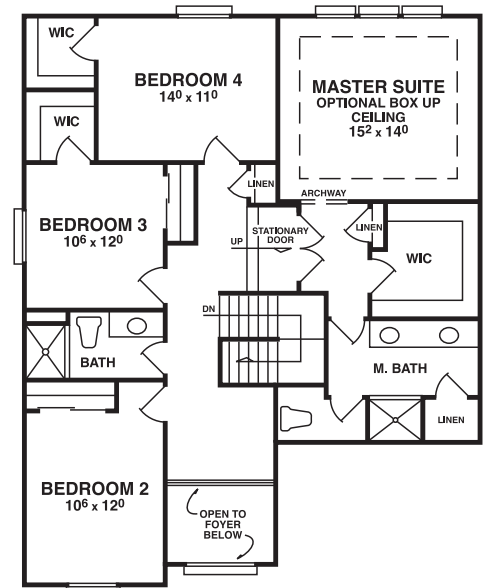 WIC
BEDROOM 4
14⁰ x 11⁰
MASTER SUITE
OPTIONAL BOX UP
CEILING
15² x 14⁰
WIC
LINEN
ARCHWAY
BEDROOM 3
10⁶ x 12⁰
STATIONARY
DOOR
UP
LINEN
WIC
DN
BATH
M. BATH
LINEN
BEDROOM 2
10⁶ x 12⁰
OPEN TO
FOYER
BELOW